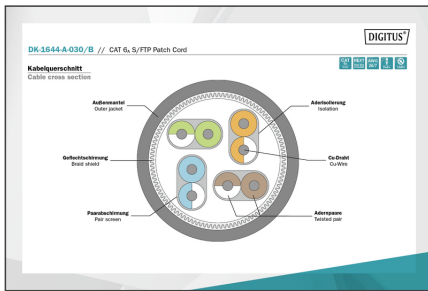 DIGITUS®
DK-1644-A-030/B // CAT 6A S/FTP Patch Cord
Kabelquerschnitt
Cable cross section
Außenmantel
Outer jacket
Aderisolierung
Isolation
Geflechtschirmung
Braid shield
Cu-Draht
Cu-Wire
Paarabschirmung
Pair screen
Adernpaare
Twisted pair